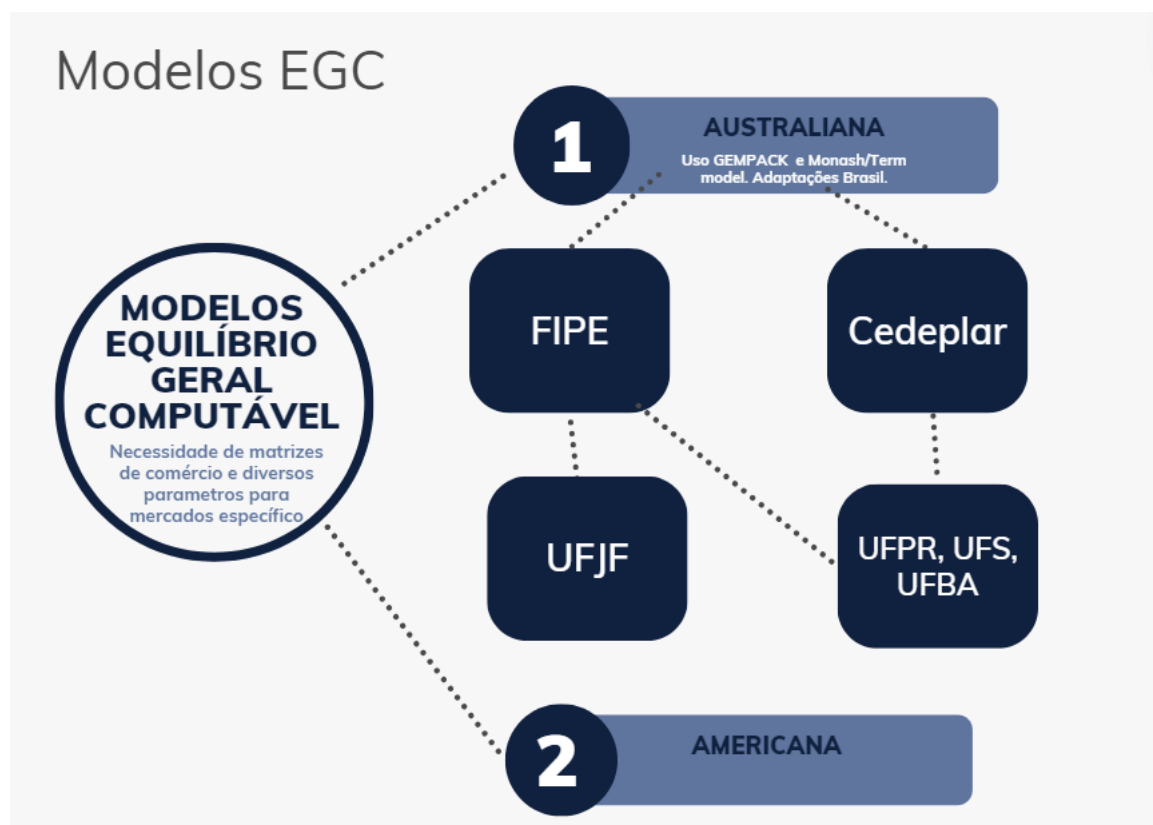 Modelos EGC
1
AUSTRALIANA
Uso GEMPACK e Monash/Term
model. Adaptações Brasil.
MODELOS
EQUILÍBRIO
GERAL
COMPUTÁVEL
Necessidade de matrizes
de comércio e diversos
parametros para
mercados específico
FIPE
Cedeplar
UFJF
UFPR, UFS,
UFBA
2
AMERICANA